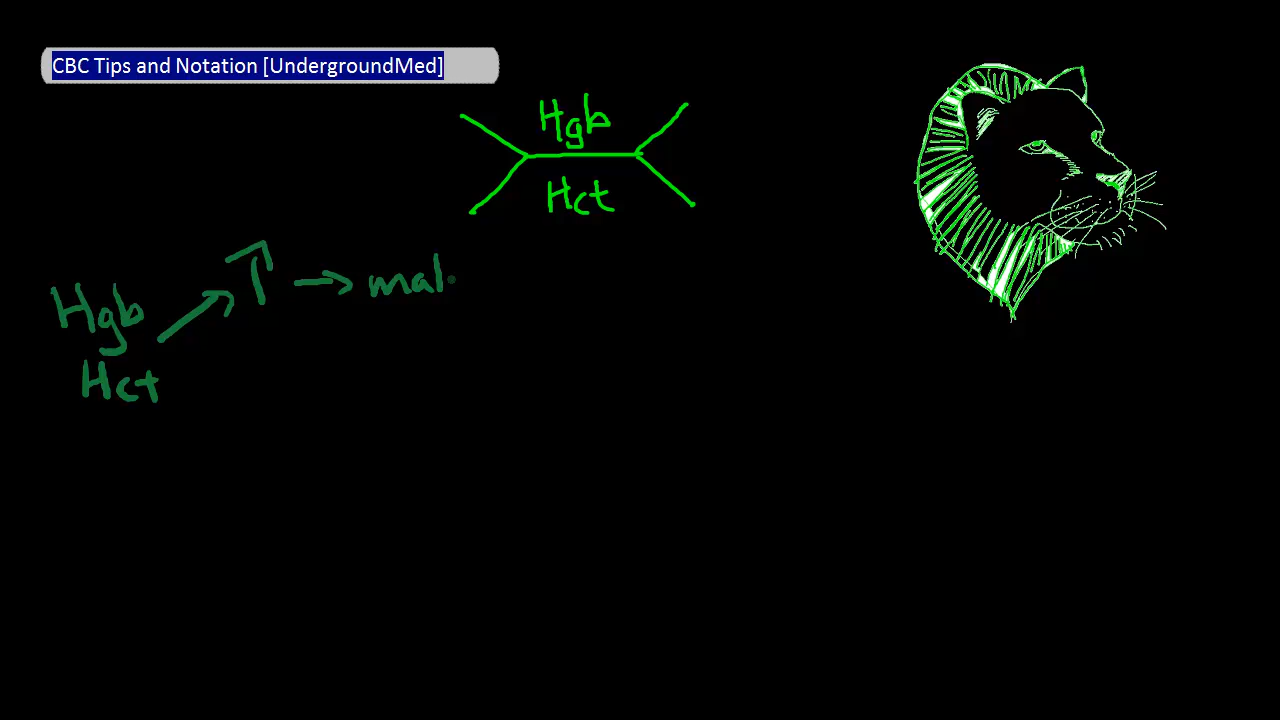 CBC Tips and Notation [UndergroundMed]
Hgb
Hct
Hgb → ↑ → mal
Hct